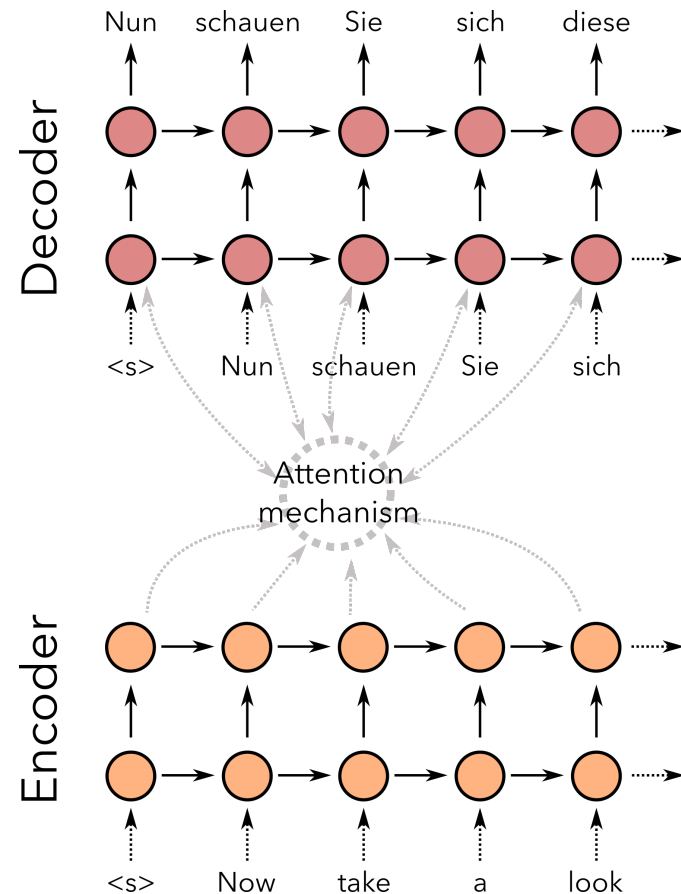 Nun schauen Sie sich diese
Decoder
<s> Nun schauen Sie sich
Attention
mechanism
Encoder
<s> Now take a look